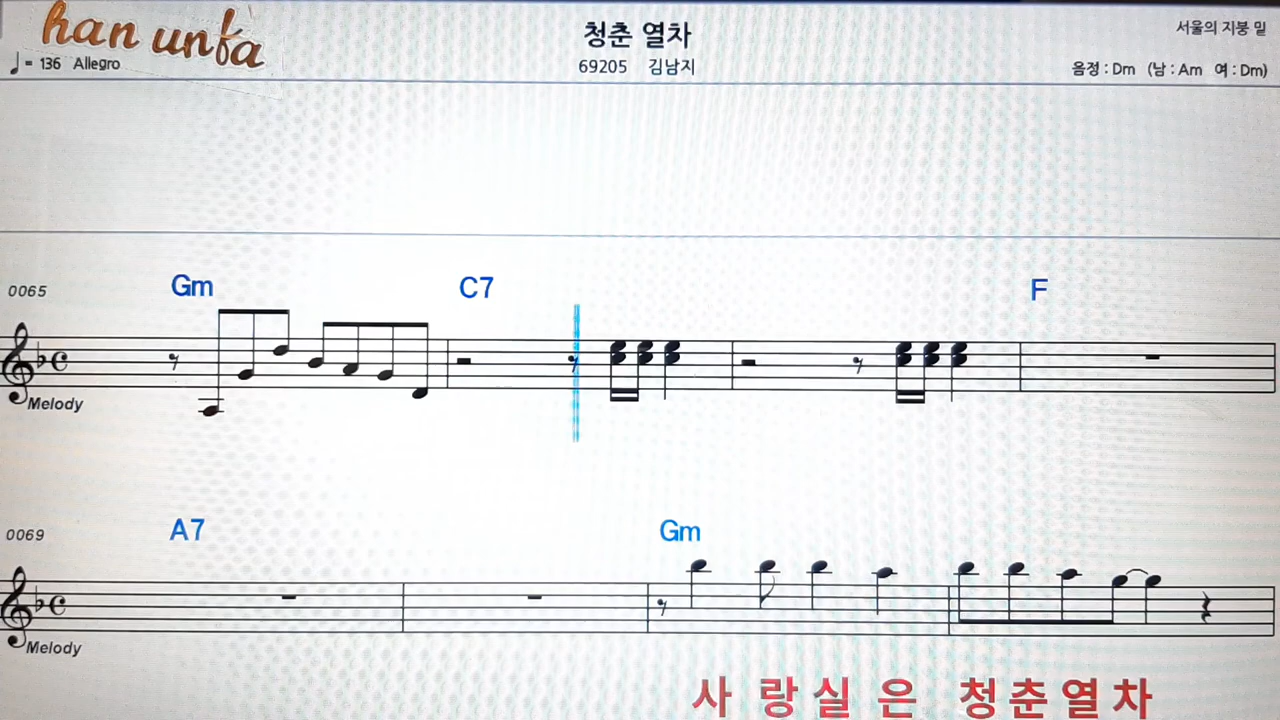 han unfa
청춘 열차
서울의 지붕 밑
♩= 136 Allegro
69205 김남지
음정 : Dm (남 : Am 여 : Dm)
0065 Gm C7 F
Melody
0069 A7 Gm
Melody
사 랑 실 은 청 춘 열 차